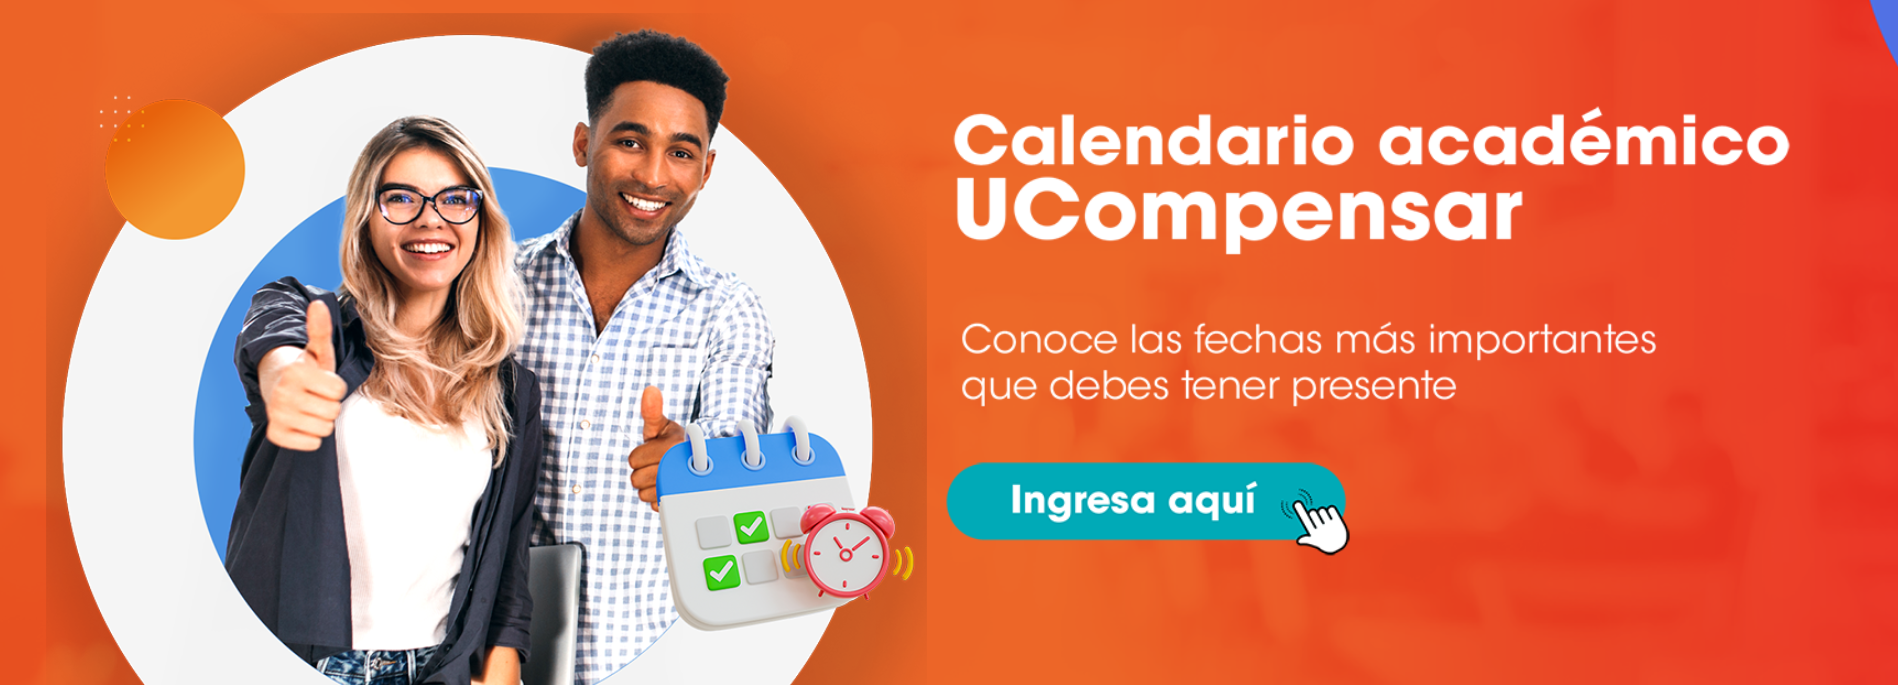 Calendario académico
UCompensar
Conoce las fechas más importantes
que debes tener presente
Ingresa aquí